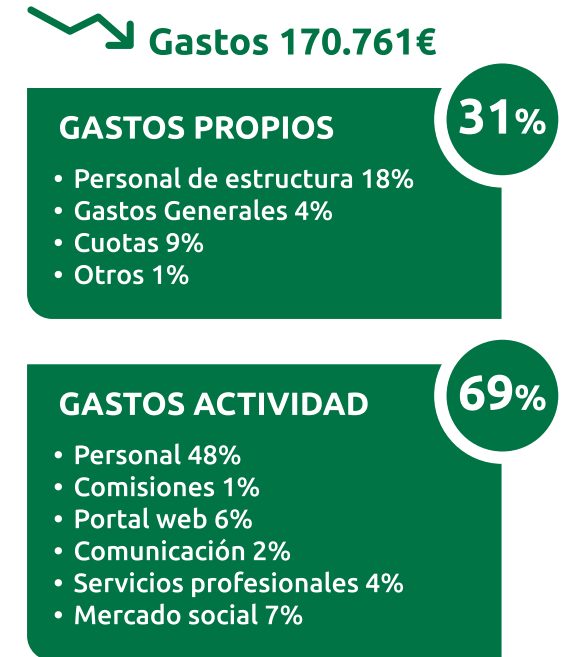 Gastos 170.761€
GASTOS PROPIOS
31%
• Personal de estructura 18%
• Gastos Generales 4%
• Cuotas 9%
• Otros 1%
GASTOS ACTIVIDAD
69%
• Personal 48%
• Comisiones 1%
• Portal web 6%
• Comunicación 2%
• Servicios profesionales 4%
• Mercado social 7%